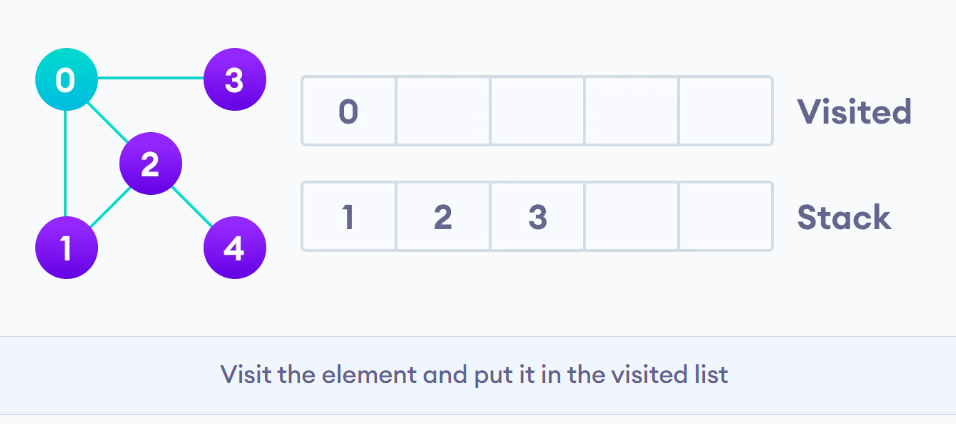 0 3
0 Visited
2
1 2 3 Stack
1 4
Visit the element and put it in the visited list